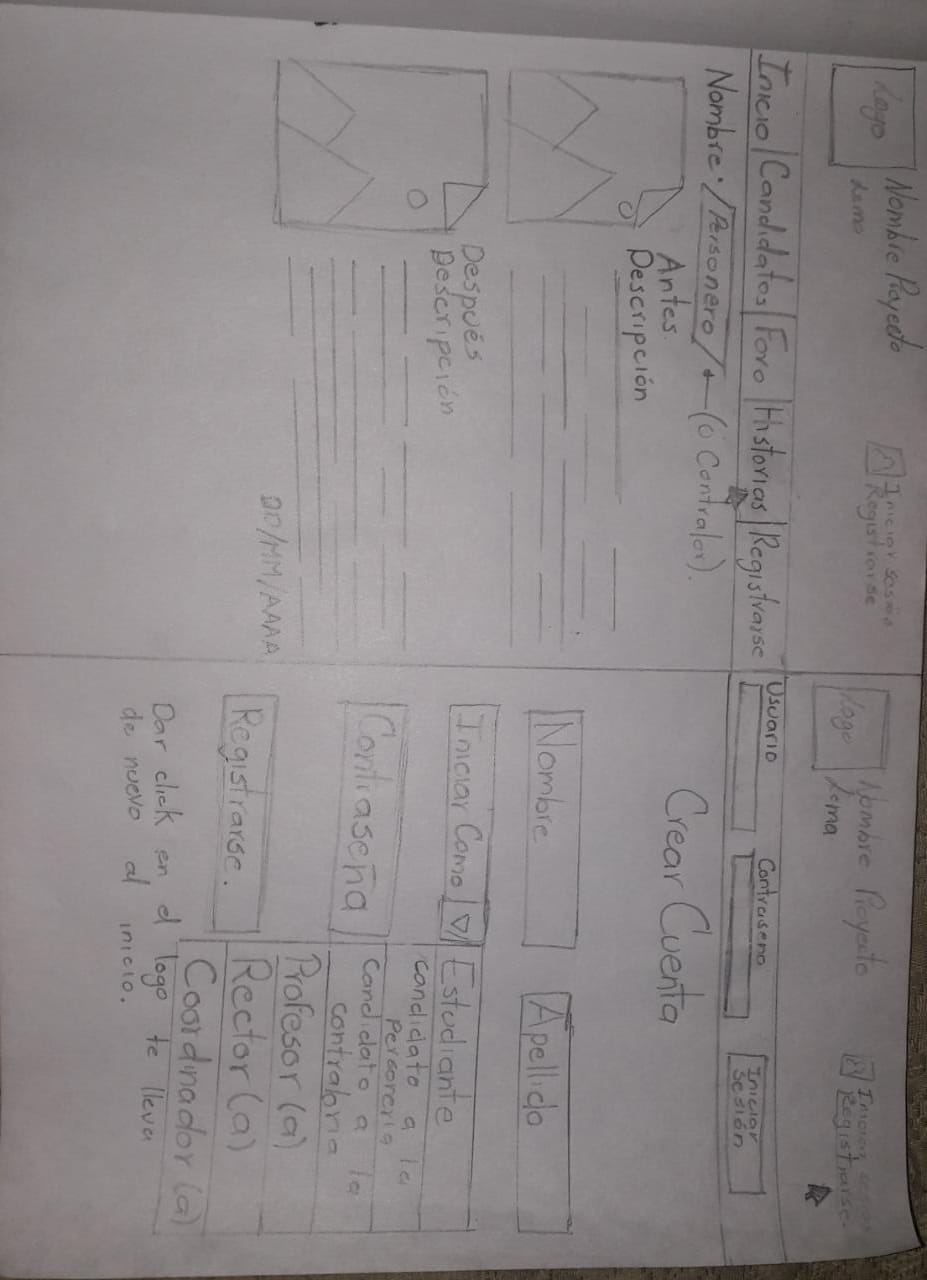 Logo
Nombre Proyecto
Lema
Iniciar sesión
Registrarse
Inicio Candidatos Foro Historias Registrarse
Nombre. Personero ← (o Contralor).
Antes.
Descripción
Después
Descripción
DD/MM/AAAA
Logo
Nombre Proyecto
Lema
Iniciar sesión
Registrarse.
Usuario Contraseña
Iniciar
sesión
Crear Cuenta
Nombre Apellido
Iniciar Como
Estudiante
candidato a la
personería
Candidato a la
contraloria
Contraseña
Profesor (a)
Rector (a)
Coordinador (a)
Registrarse.
Dar click en el logo te lleva
de nuevo al inicio.